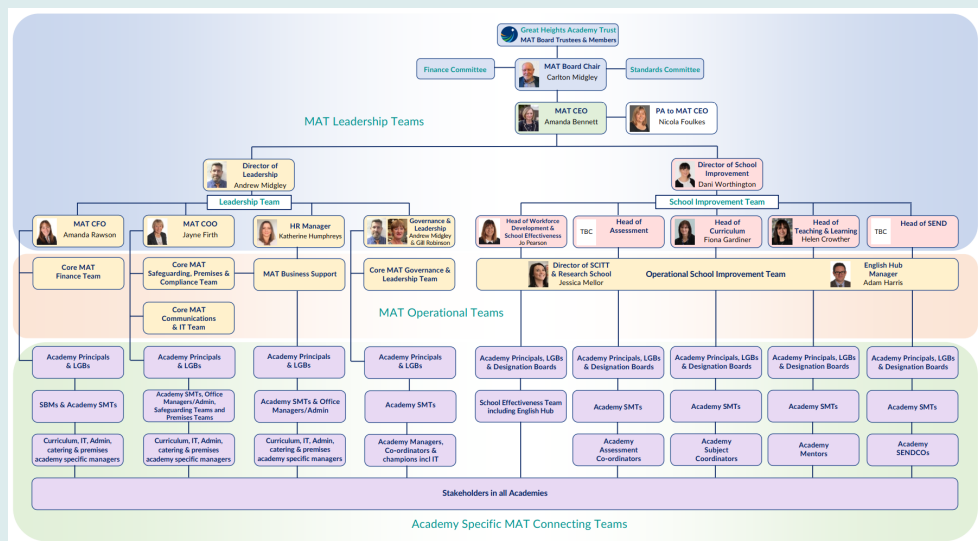 Great Heights Academy Trust
MAT Board Trustees & Members
Finance Committee
MAT Board Chair
Carlton Midgley
Standards Committee
MAT CEO
Amanda Bennett
PA to MAT CEO
Nicola Foulkes
MAT Leadership Teams
Director of
Leadership
Andrew Midgley
Leadership Team
Director of School
Improvement
Dani Worthington
School Improvement Team
MAT CFO
Amanda Rawson
MAT COO
Jayne Firth
HR Manager
Katherine Humphreys
Governance &
Leadership
Andrew Midgley
& Gill Robinson
Head of Workforce
Development &
School Effectiveness
Jo Pearson
TBC
Head of
Assessment
Head of
Curriculum
Fiona Gardiner
Head of
Teaching & Learning
Helen Crowther
TBC
Head of SEND
Core MAT
Finance Team
Core MAT
Safeguarding, Premises &
Compliance Team
MAT Business Support
Core MAT Governance &
Leadership Team
Director of SCITT
& Research School
Jessica Mellor
Operational School Improvement Team
English Hub
Manager
Adam Harris
Core MAT
Communications
& IT Team
MAT Operational Teams
Academy Principals
& LGBs
Academy Principals
& LGBs
Academy Principals
& LGBs
Academy Principals
& LGBs
Academy Principals, LGBs
& Designation Boards
Academy Principals, LGBs
& Designation Boards
Academy Principals, LGBs
& Designation Boards
Academy Principals, LGBs
& Designation Boards
Academy Principals, LGBs
& Designation Boards
SBMs & Academy SMTs
Academy SMTs, Office
Managers/Admin,
Safeguarding Teams and
Premises Teams
Academy SMTs & Office
Managers/Admin
Academy SMTs
School Effectiveness Team
including English Hub
Academy SMTs
Academy SMTs
Academy SMTs
Academy SMTs
Curriculum, IT, Admin,
catering & premises
academy specific managers
Curriculum, IT, Admin,
catering & premises
academy specific managers
Curriculum, IT, Admin,
catering & premises
academy specific managers
Academy Managers,
Co-ordinators &
champions incl IT
Academy
Assessment
Co-ordinators
Academy
Subject
Coordinators
Academy
Mentors
Academy
SENDCOs
Stakeholders in all Academies
Academy Specific MAT Connecting Teams